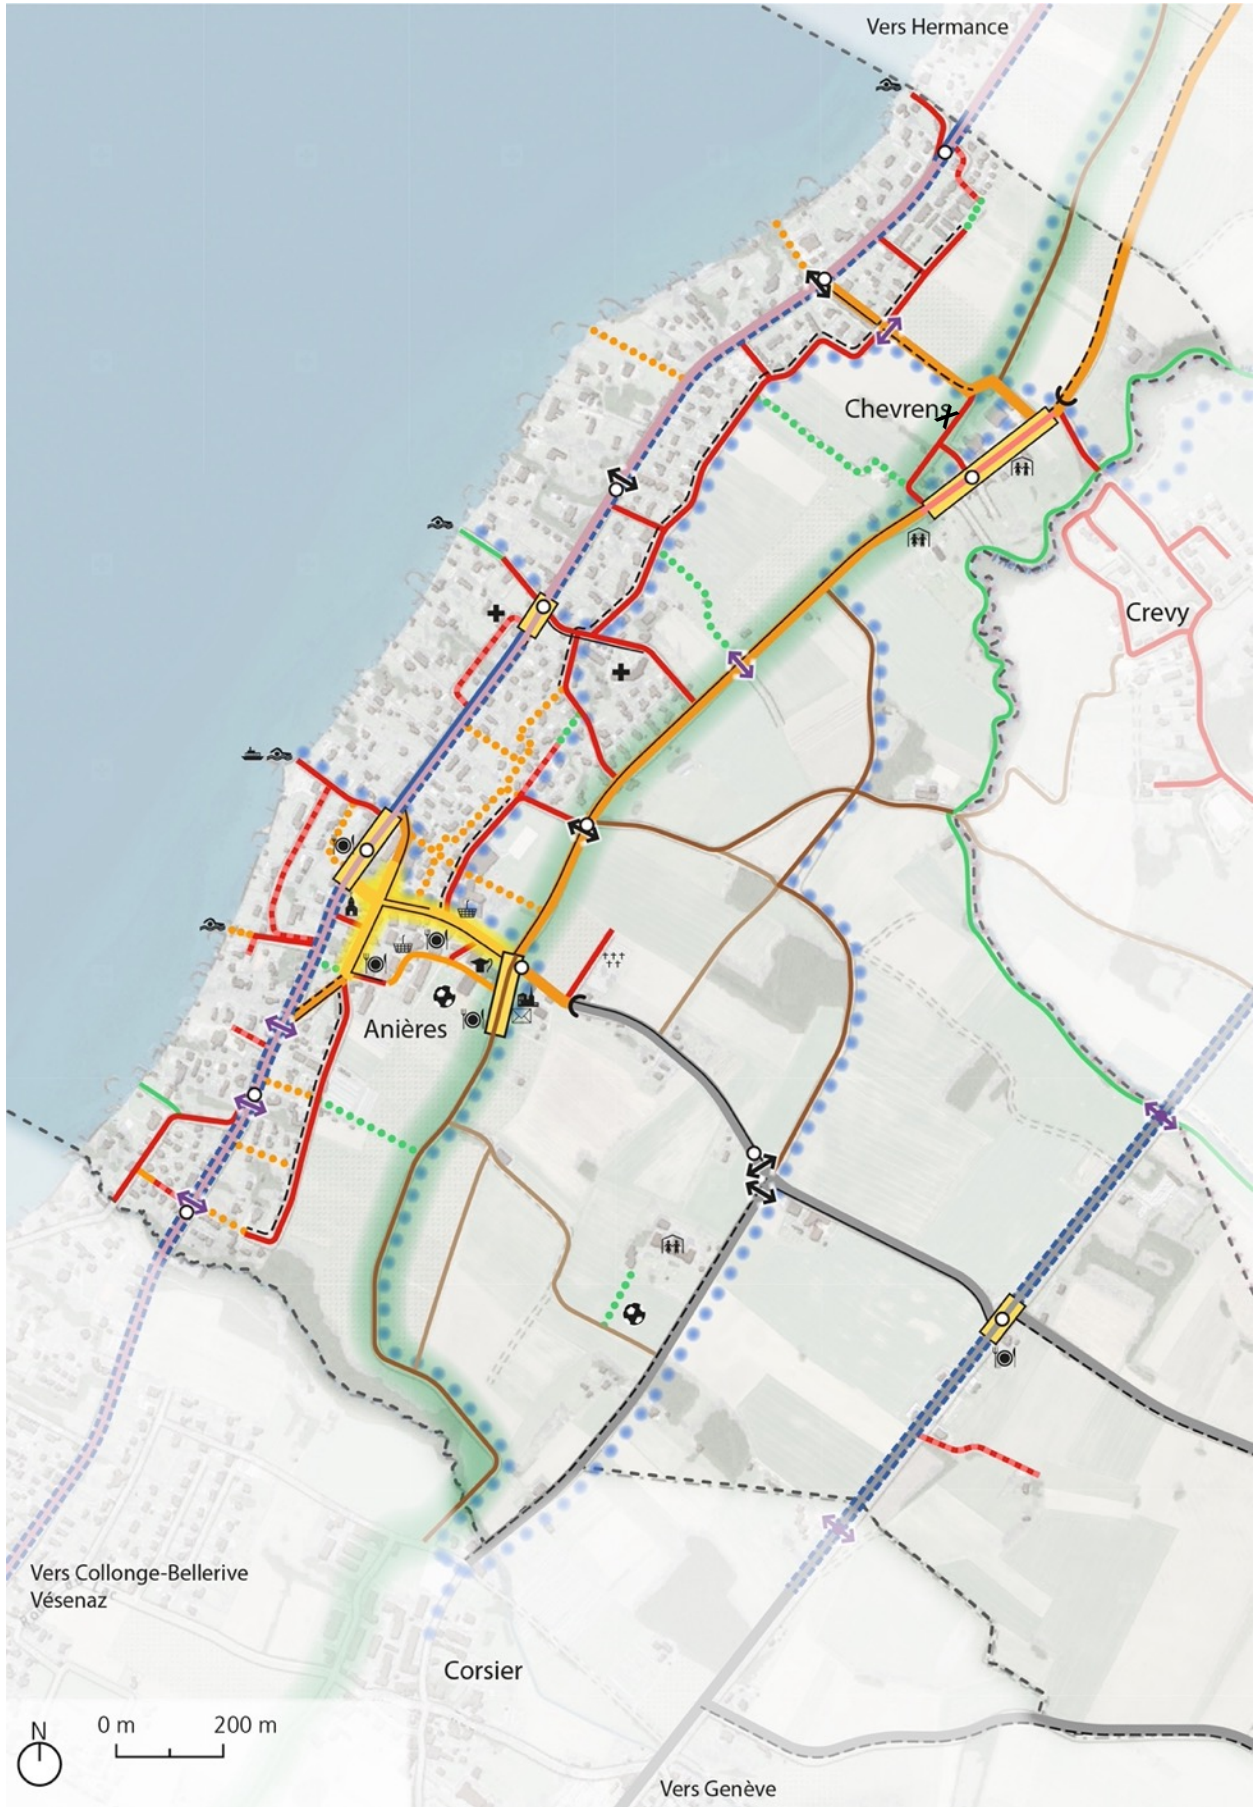 Vers Hermance
Chevrens
Crevy
Anières
Vers Collonge-Bellerive
Vésenaz
Corsier
N
0 m
200 m
Vers Genève